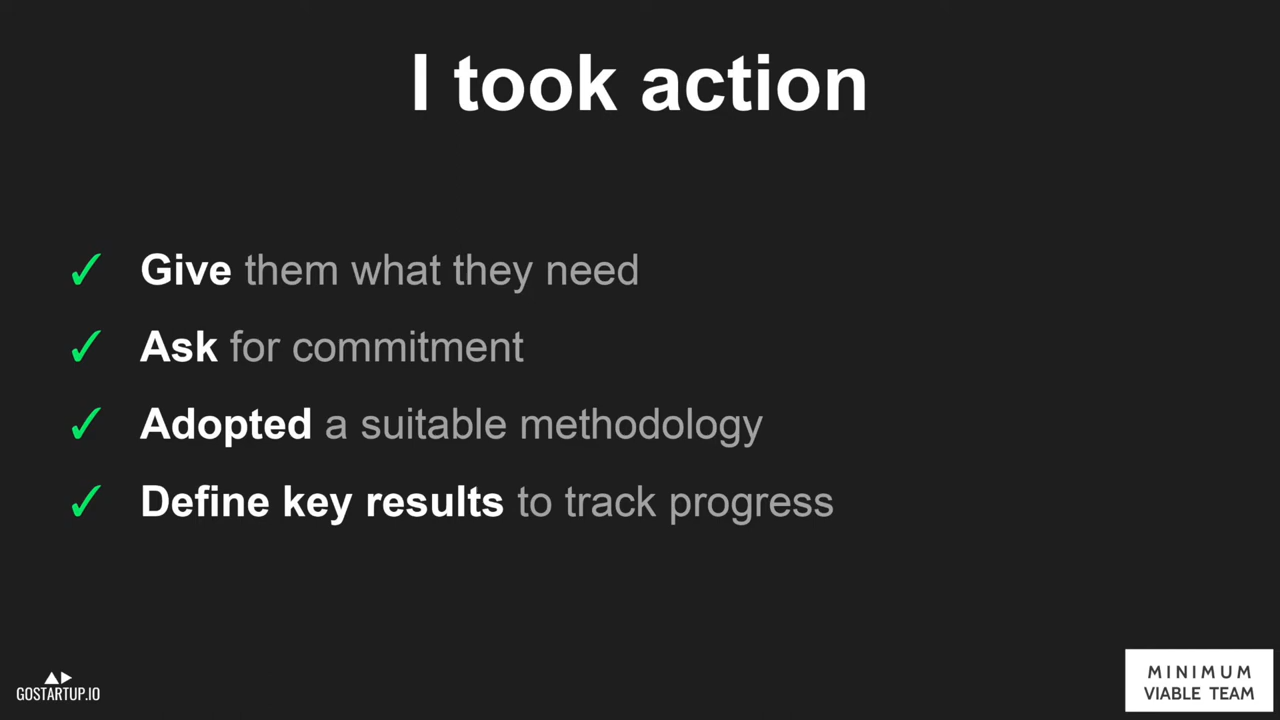 I took action
✓ Give them what they need
✓ Ask for commitment
✓ Adopted a suitable methodology
✓ Define key results to track progress
GOSTARTUP.IO
MINIMUM
VIABLE TEAM